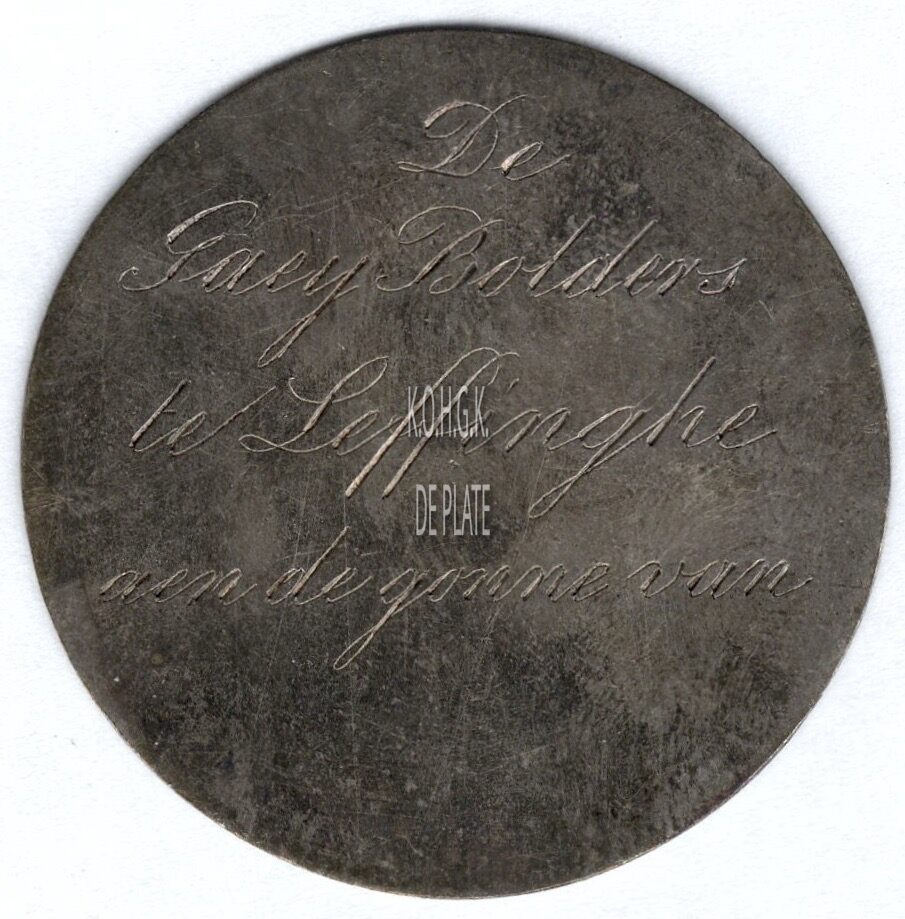 De
Gaey Bolders
te Leffinghe
K.O.H.G.K.
DE PLATE
aen de gonne van